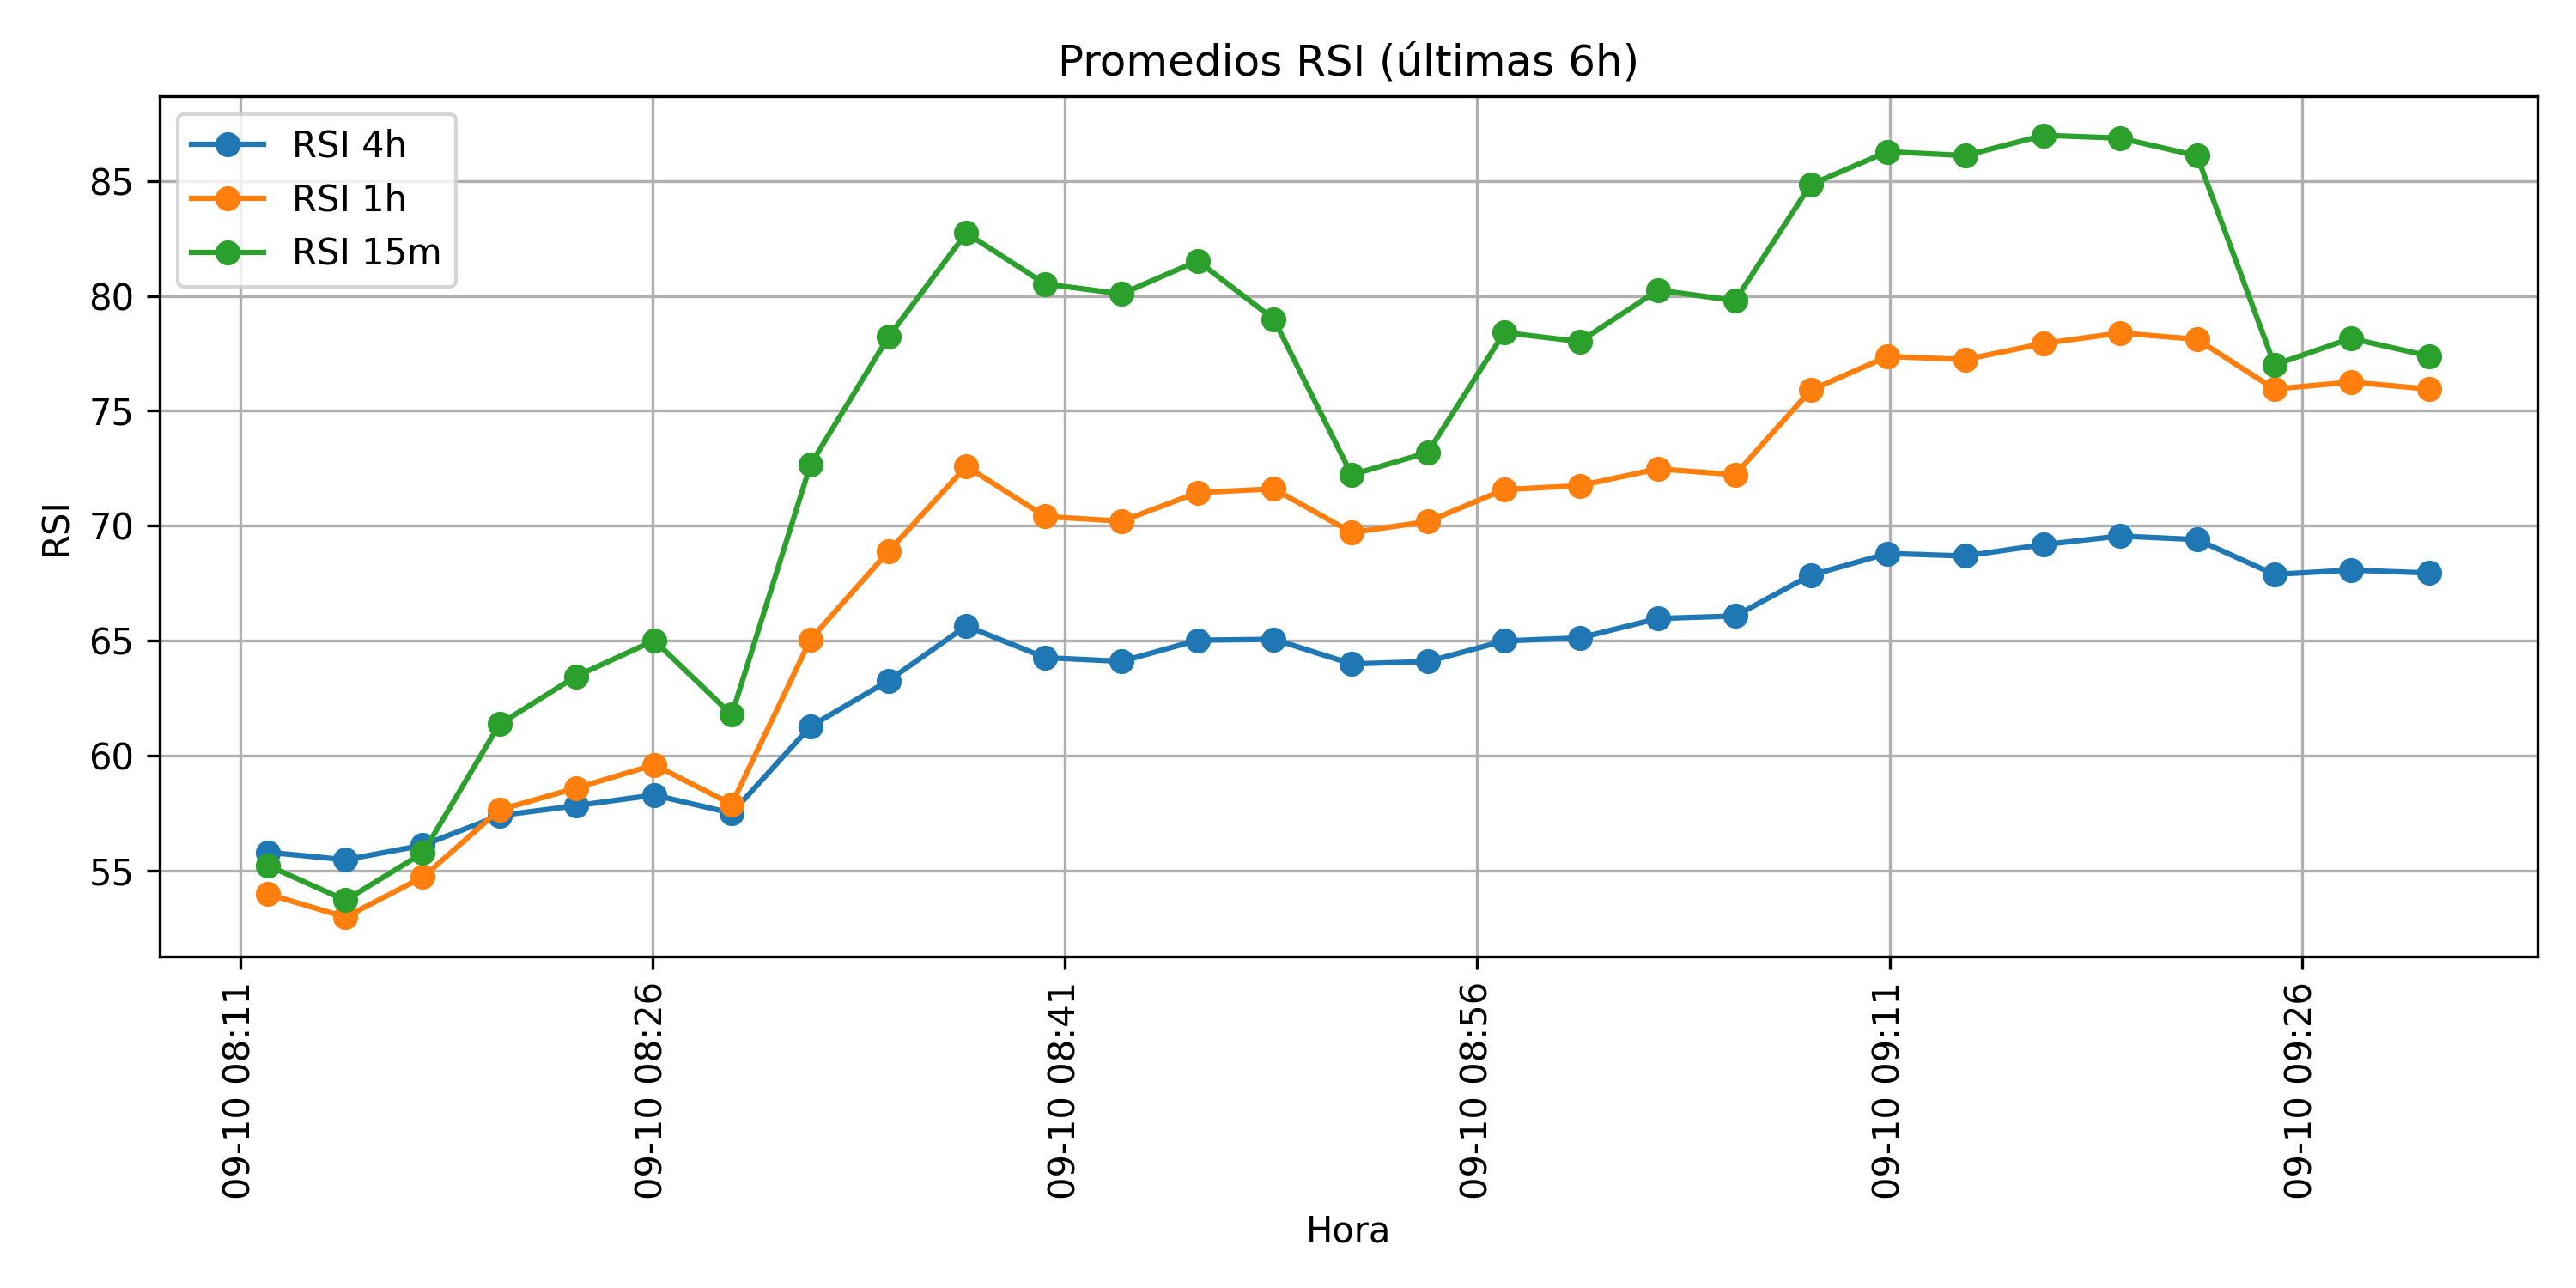 Promedios RSI (últimas 6h)
RSI 4h
RSI 1h
RSI 15m
85
80
75
70
65
60
55
RSI
09-10 08:11
09-10 08:26
09-10 08:41
09-10 08:56
09-10 09:11
09-10 09:26
Hora